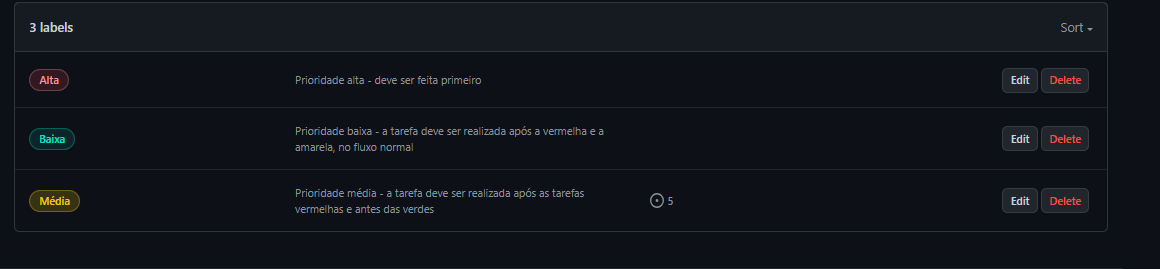 3 labels Sort
Alta Prioridade alta - deve ser feita primeiro Edit Delete
Baixa Prioridade baixa - a tarefa deve ser realizada após a vermelha e a
amarela, no fluxo normal Edit Delete
Média Prioridade média - a tarefa deve ser realizada após as tarefas
vermelhas e antes das verdes 5 Edit Delete